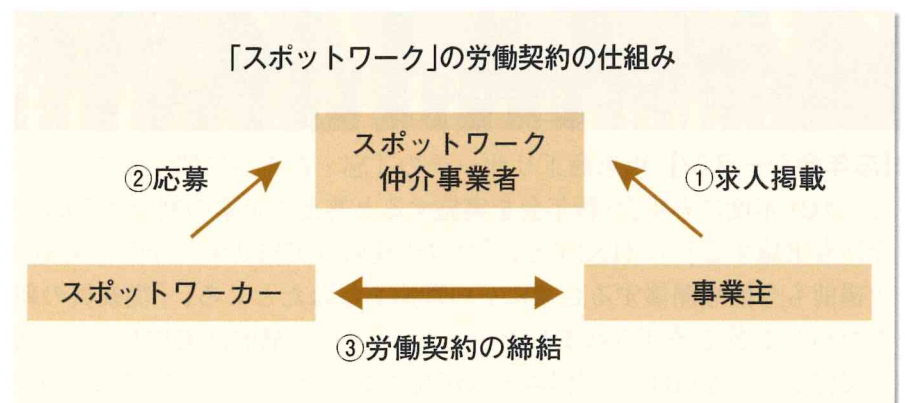 「スポットワーク」の労働契約の仕組み
スポットワーク
仲介事業者
②応募
①求人掲載
スポットワーカー
事業主
③労働契約の締結